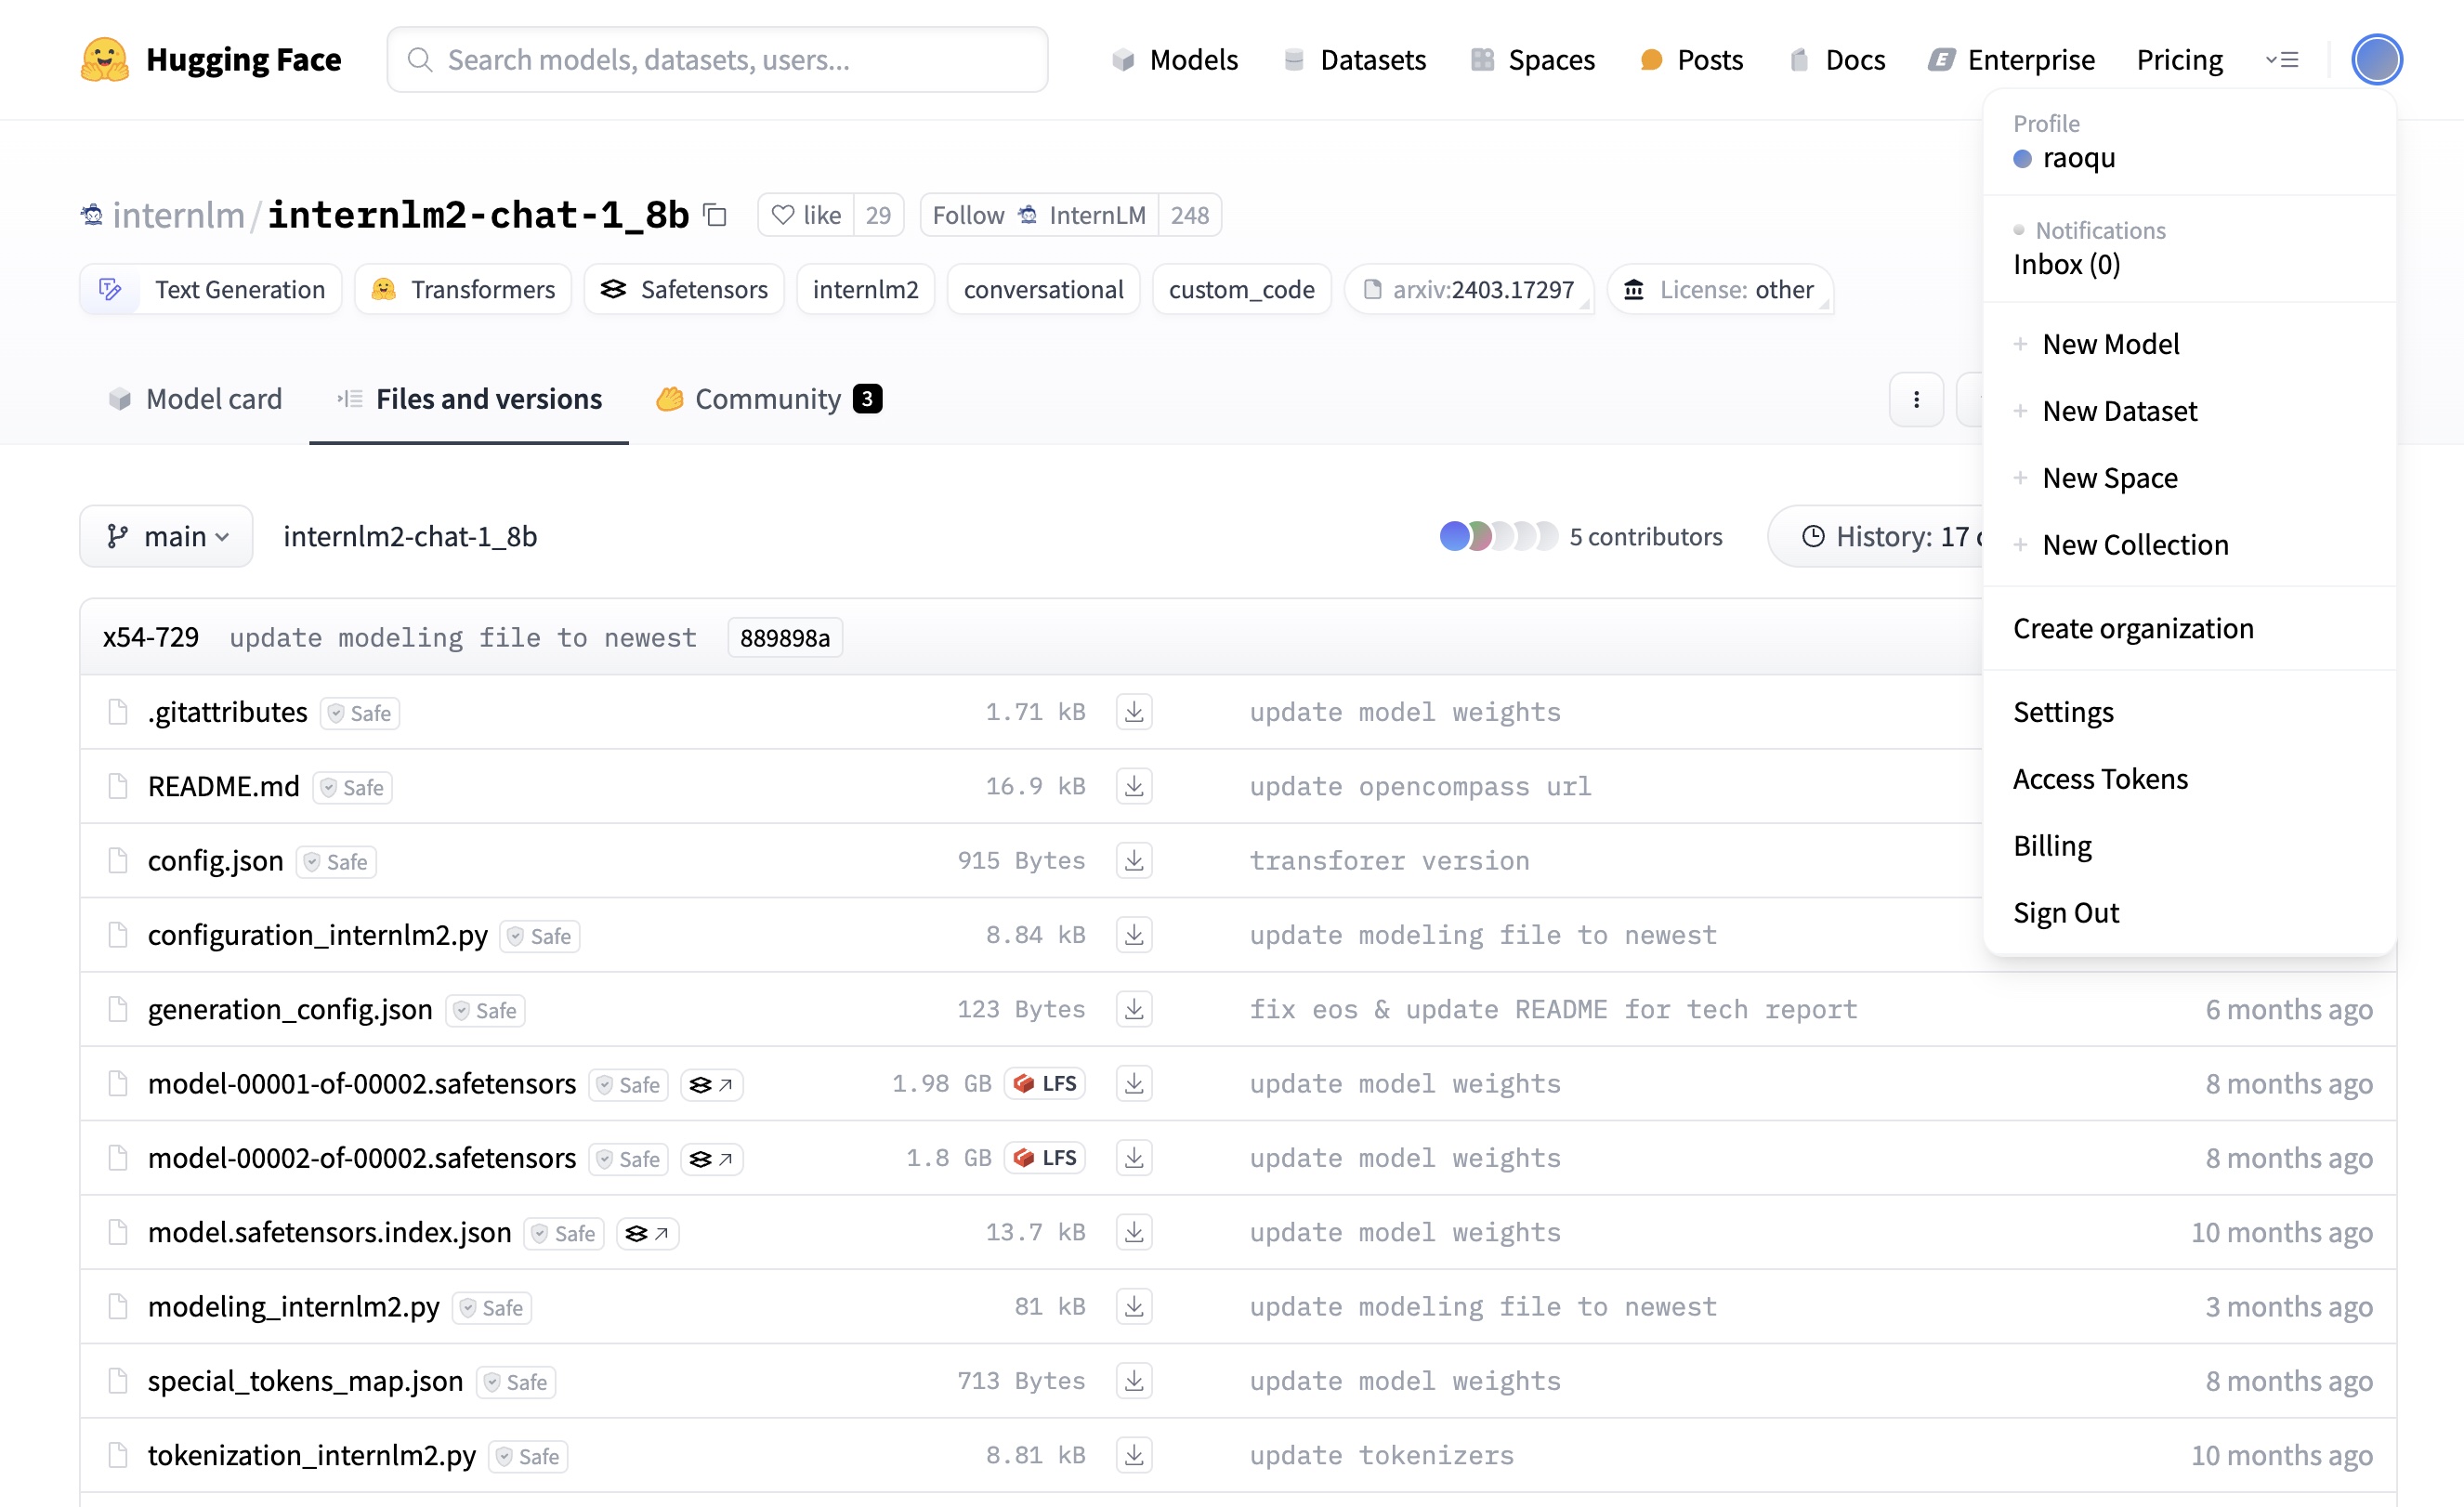 Hugging Face Search models, datasets, users... Models Datasets Spaces Posts Docs Enterprise Pricing
Profile
raoqu
Notifications
Inbox (0)
New Model
New Dataset
New Space
New Collection
Create organization
Settings
Access Tokens
Billing
Sign Out
internlm/internlm2-chat-1_8b like 29 Follow InternLM 248
Text Generation Transformers Safetensors internlm2 conversational custom_code arxiv:2403.17297 License: other
Model card Files and versions Community 3
main internlm2-chat-1_8b 5 contributors History: 17
x54-729 update modeling file to newest 889898a
.gitattributes Safe 1.71 kB update model weights
README.md Safe 16.9 kB update opencompass url
config.json Safe 915 Bytes transforer version
configuration_internlm2.py Safe 8.84 kB update modeling file to newest
generation_config.json Safe 123 Bytes fix eos & update README for tech report 6 months ago
model-00001-of-00002.safetensors Safe 1.98 GB LFS update model weights 8 months ago
model-00002-of-00002.safetensors Safe 1.8 GB LFS update model weights 8 months ago
model.safetensors.index.json Safe 13.7 kB update model weights 10 months ago
modeling_internlm2.py Safe 81 kB update modeling file to newest 3 months ago
special_tokens_map.json Safe 713 Bytes update model weights 8 months ago
tokenization_internlm2.py Safe 8.81 kB update tokenizers 10 months ago